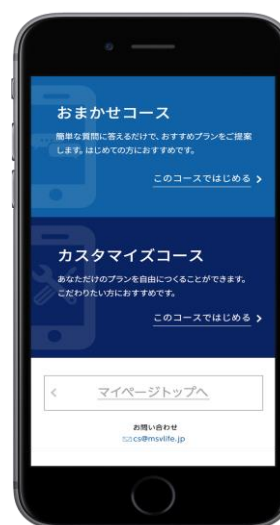 おまかせコース
簡単な質問に答えるだけで、おすすめプランをご提案
します。はじめての方におすすめです。
このコースではじめる
カスタマイズコース
あなただけのプランを自由につくることができます。
こだわりたい方におすすめです。
このコースではじめる
マイページトップへ
お問い合わせ
cs@msvlife.jp